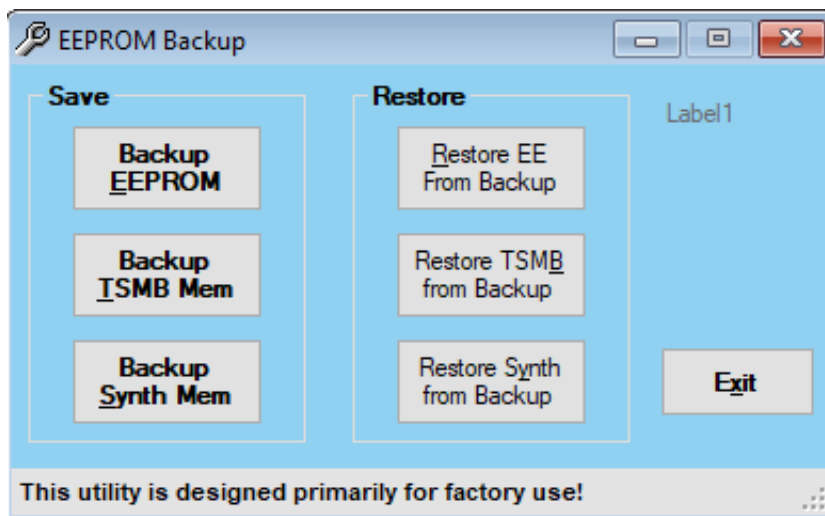 EEPROM Backup
Save
Backup
EEPROM
Backup
TSMB Mem
Backup
Synth Mem
Restore
Restore EE
From Backup
Restore TSMB
from Backup
Restore Synth
from Backup
Label1
Exit
This utility is designed primarily for factory use!